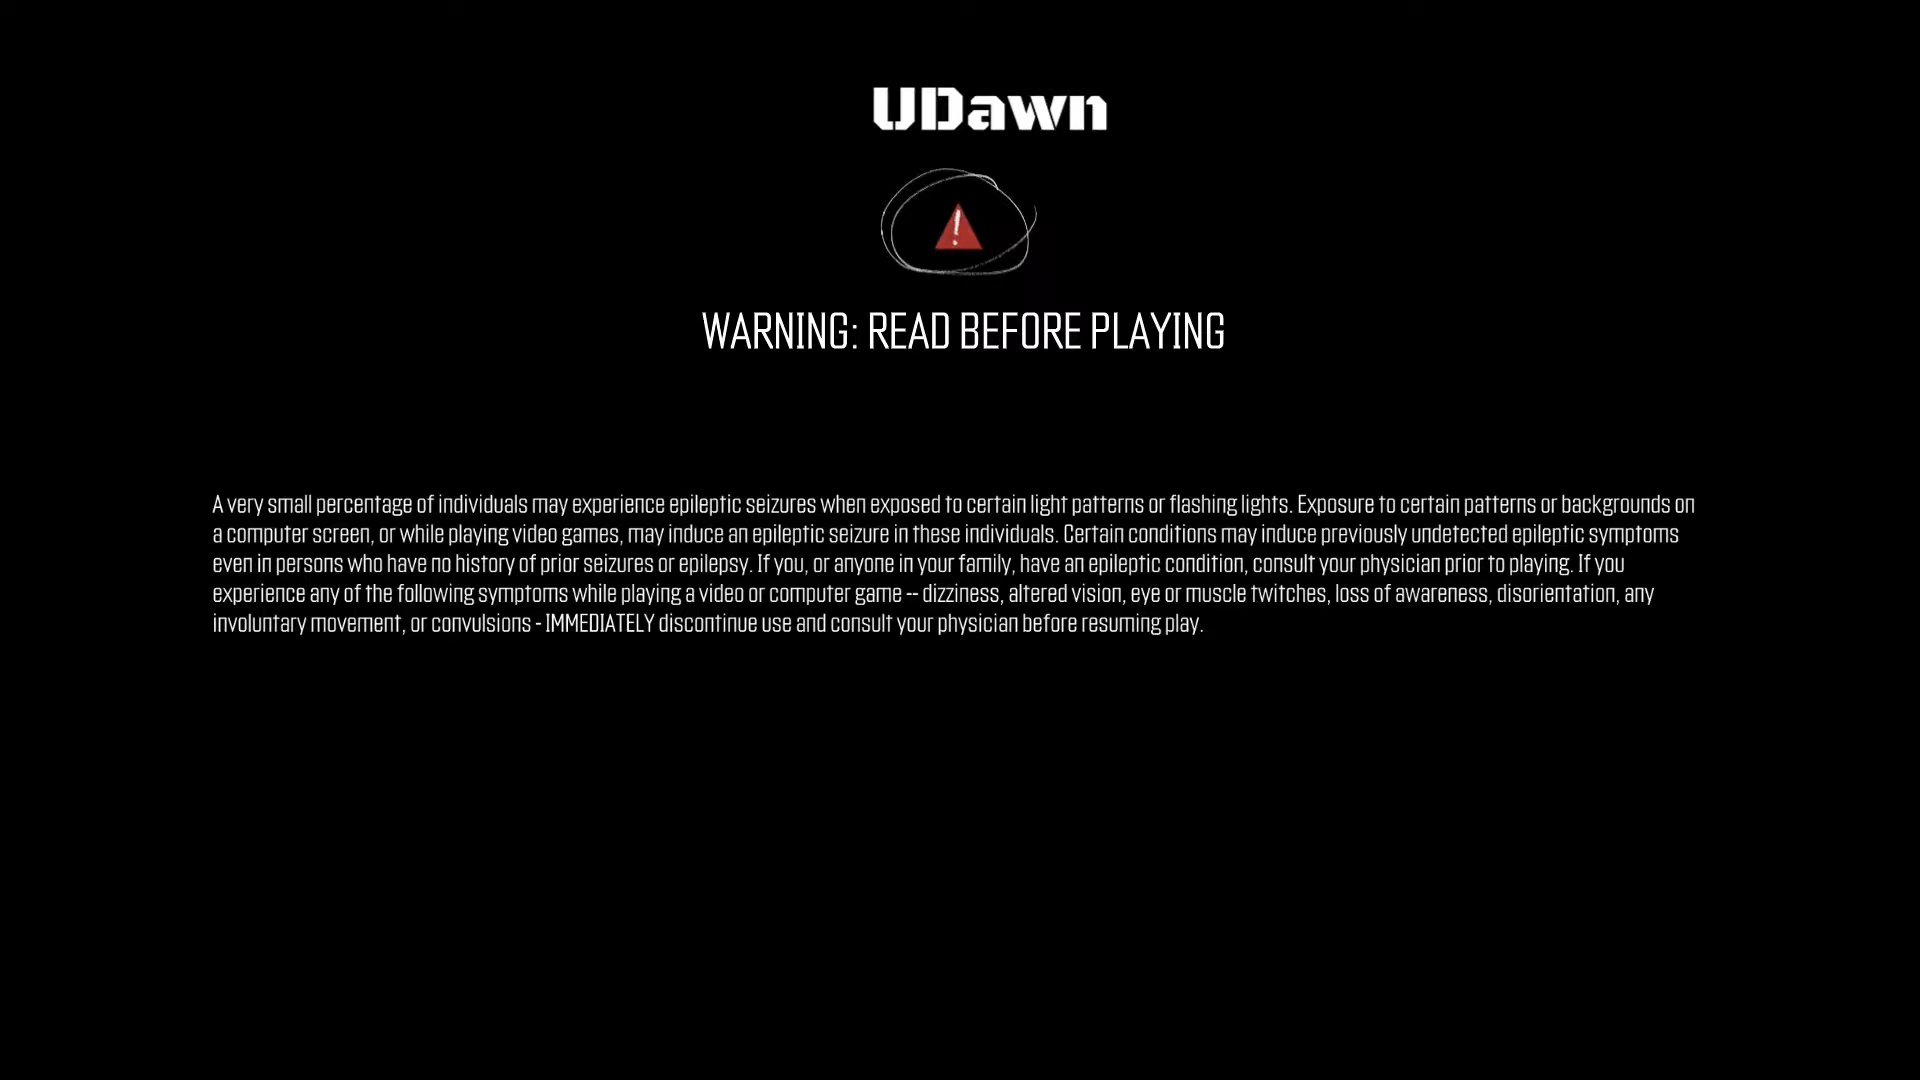 UDawn
!
WARNING: READ BEFORE PLAYING
A very small percentage of individuals may experience epileptic seizures when exposed to certain light patterns or flashing lights. Exposure to certain patterns or backgrounds on
a computer screen, or while playing video games, may induce an epileptic seizure in these individuals. Certain conditions may induce previously undetected epileptic symptoms
even in persons who have no history of prior seizures or epilepsy. If you, or anyone in your family, have an epileptic condition, consult your physician prior to playing. If you
experience any of the following symptoms while playing a video or computer game -- dizziness, altered vision, eye or muscle twitches, loss of awareness, disorientation, any
involuntary movement, or convulsions - IMMEDIATELY discontinue use and consult your physician before resuming play.